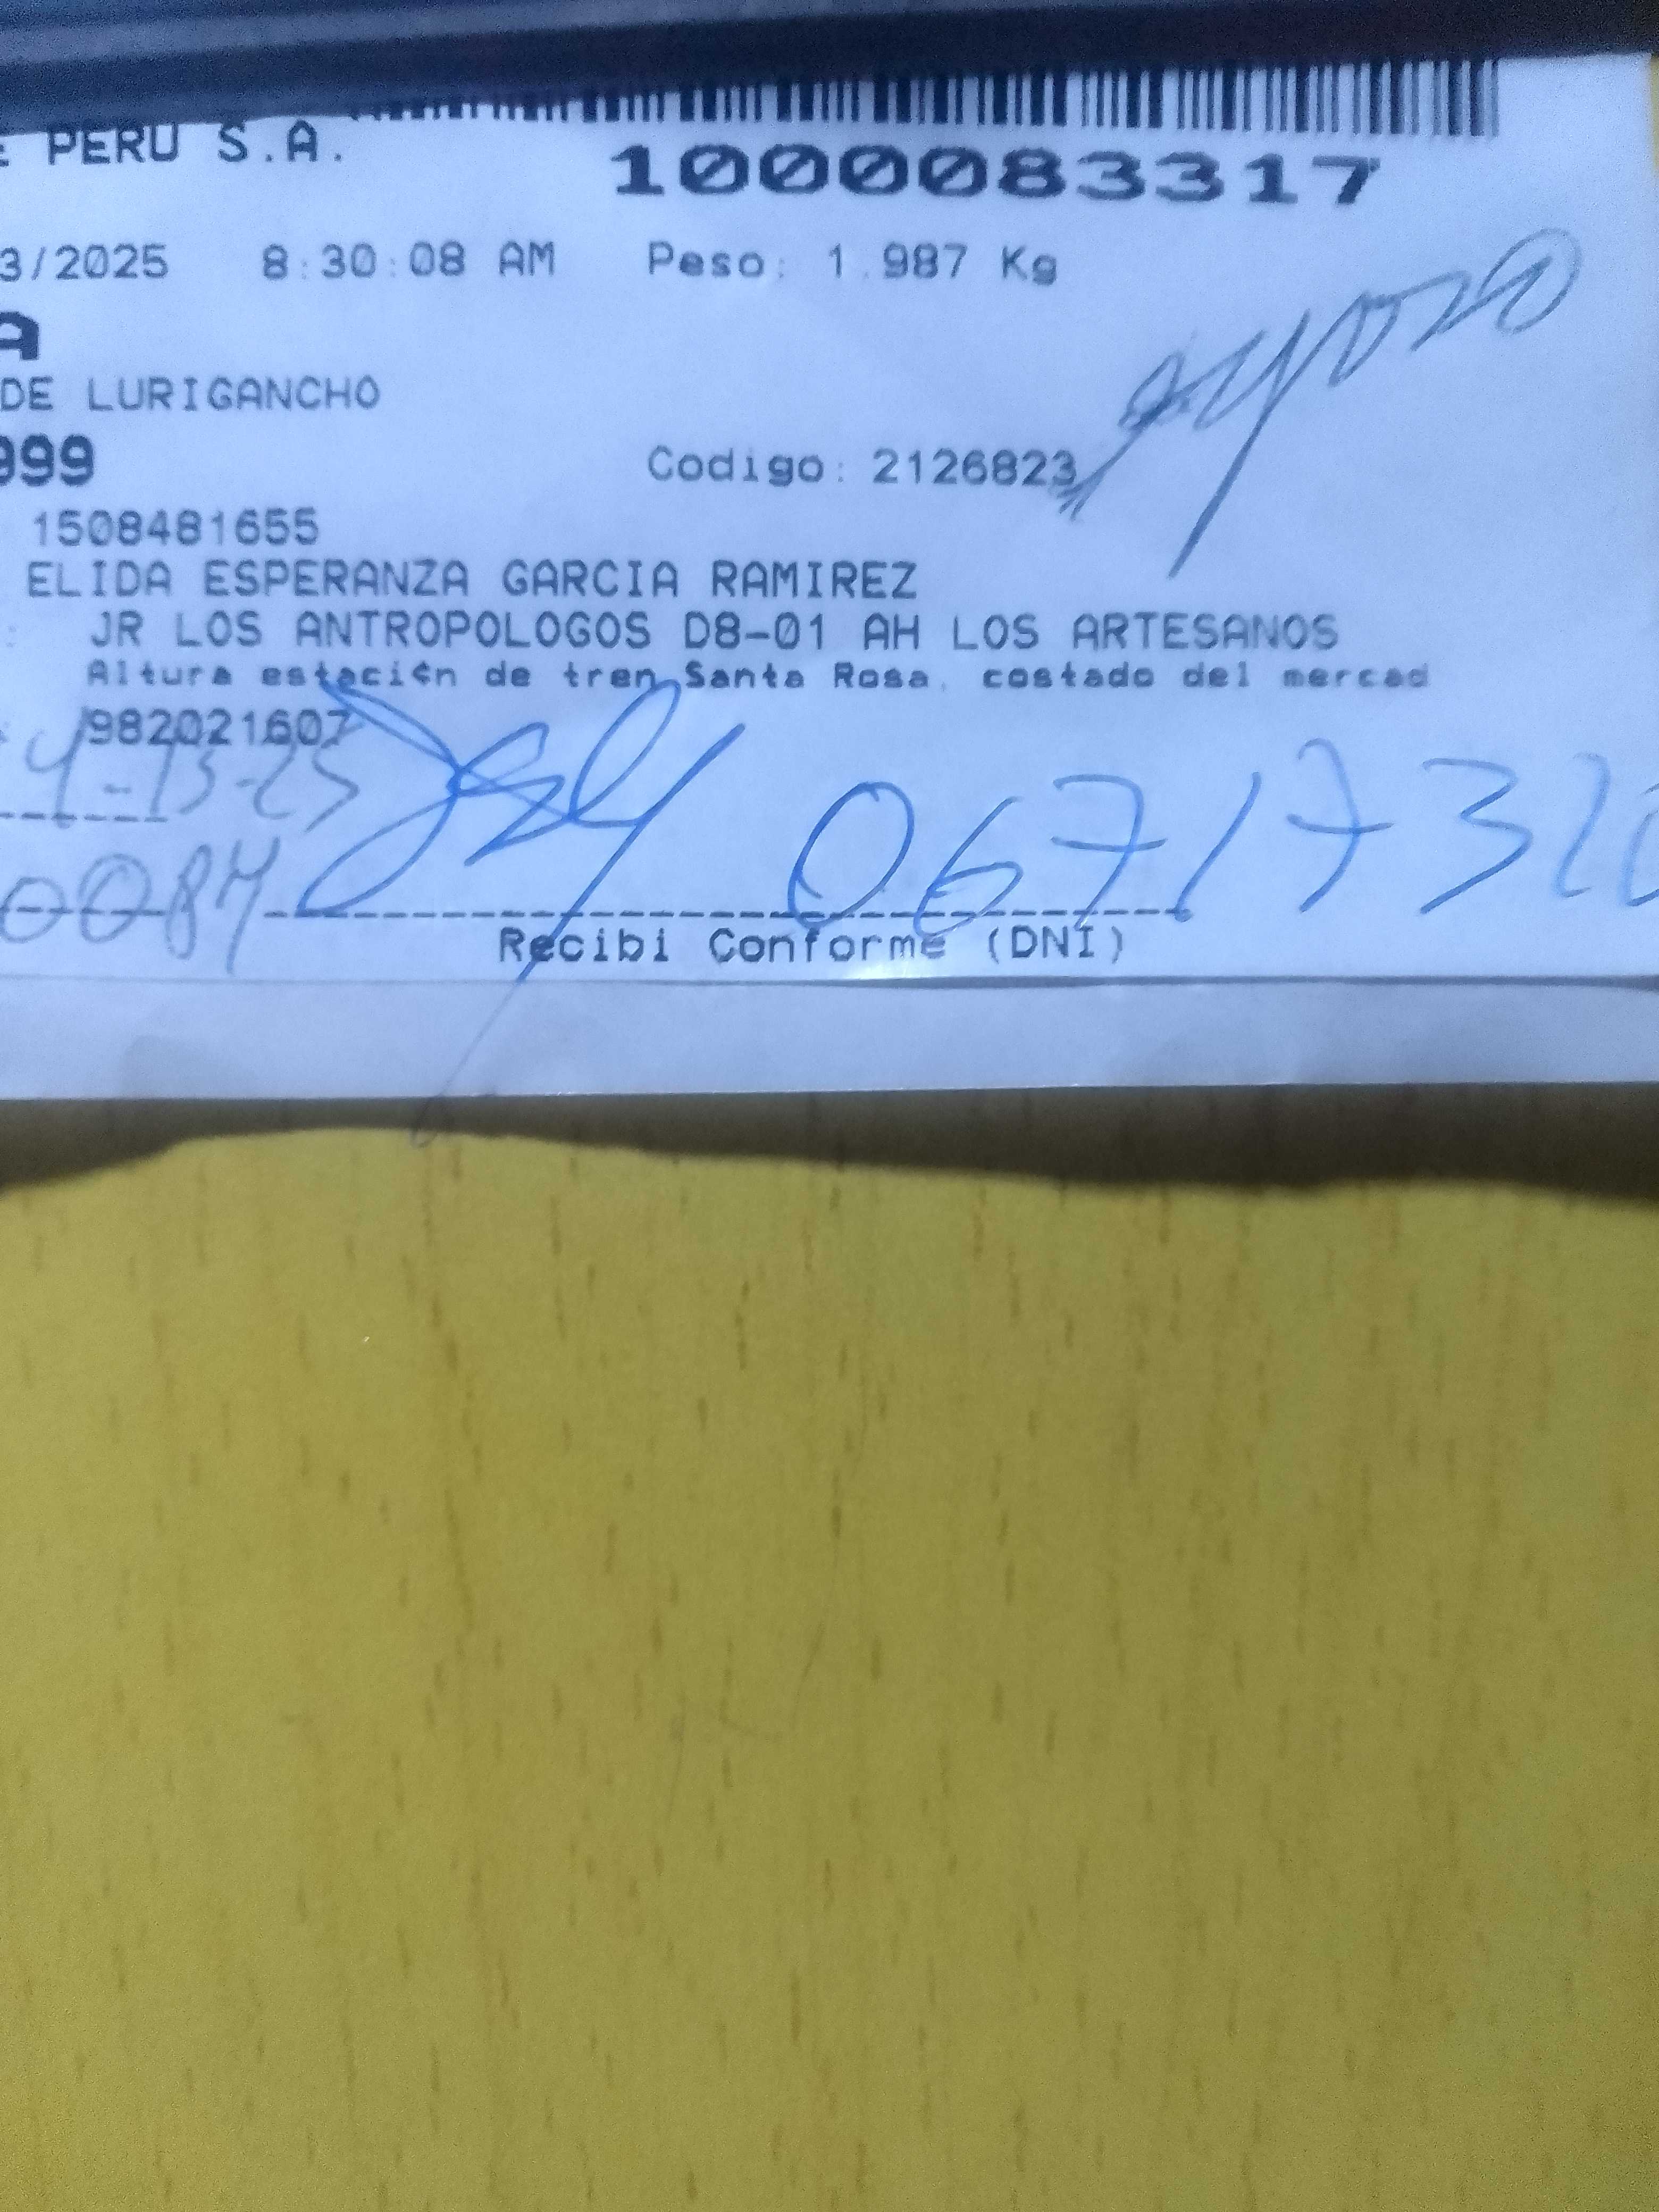 PERU S.A.
1000083317
3/2025 8:30:08 AM Peso: 1.987 Kg
A
DE LURIGANCHO
999 Codigo: 2126823
1508481655
ELIDA ESPERANZA GARCIA RAMIREZ
JR LOS ANTROPOLOGOS D8-01 AH LOS ARTESANOS
Altura estaci¢n de tren Santa Rosa, costado del mercad
982021607
4-13-25
0084 0671732
Recibi Conforme (DNI)